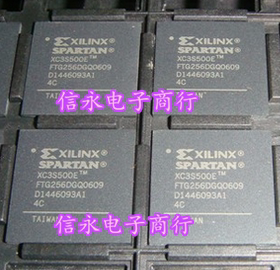 XILINX®
SPARTAN®
XC3S500E™
FTG256DGQ0609
D1446093A1
4C
TAIWAN
XILINX®
SPARTAN®
XC3S500E™
FTG256DGQ0609
D1446093A1
4C
信永电子商行
XILINX®
SPARTAN®
XC3S500E™
FTG256DGQ0609
D1446093A1
4C
TAIWAN
XILINX®
SPARTAN®
XC3S500E™
FTG256DGQ0609
D1446093A1
4C
信永电子商行